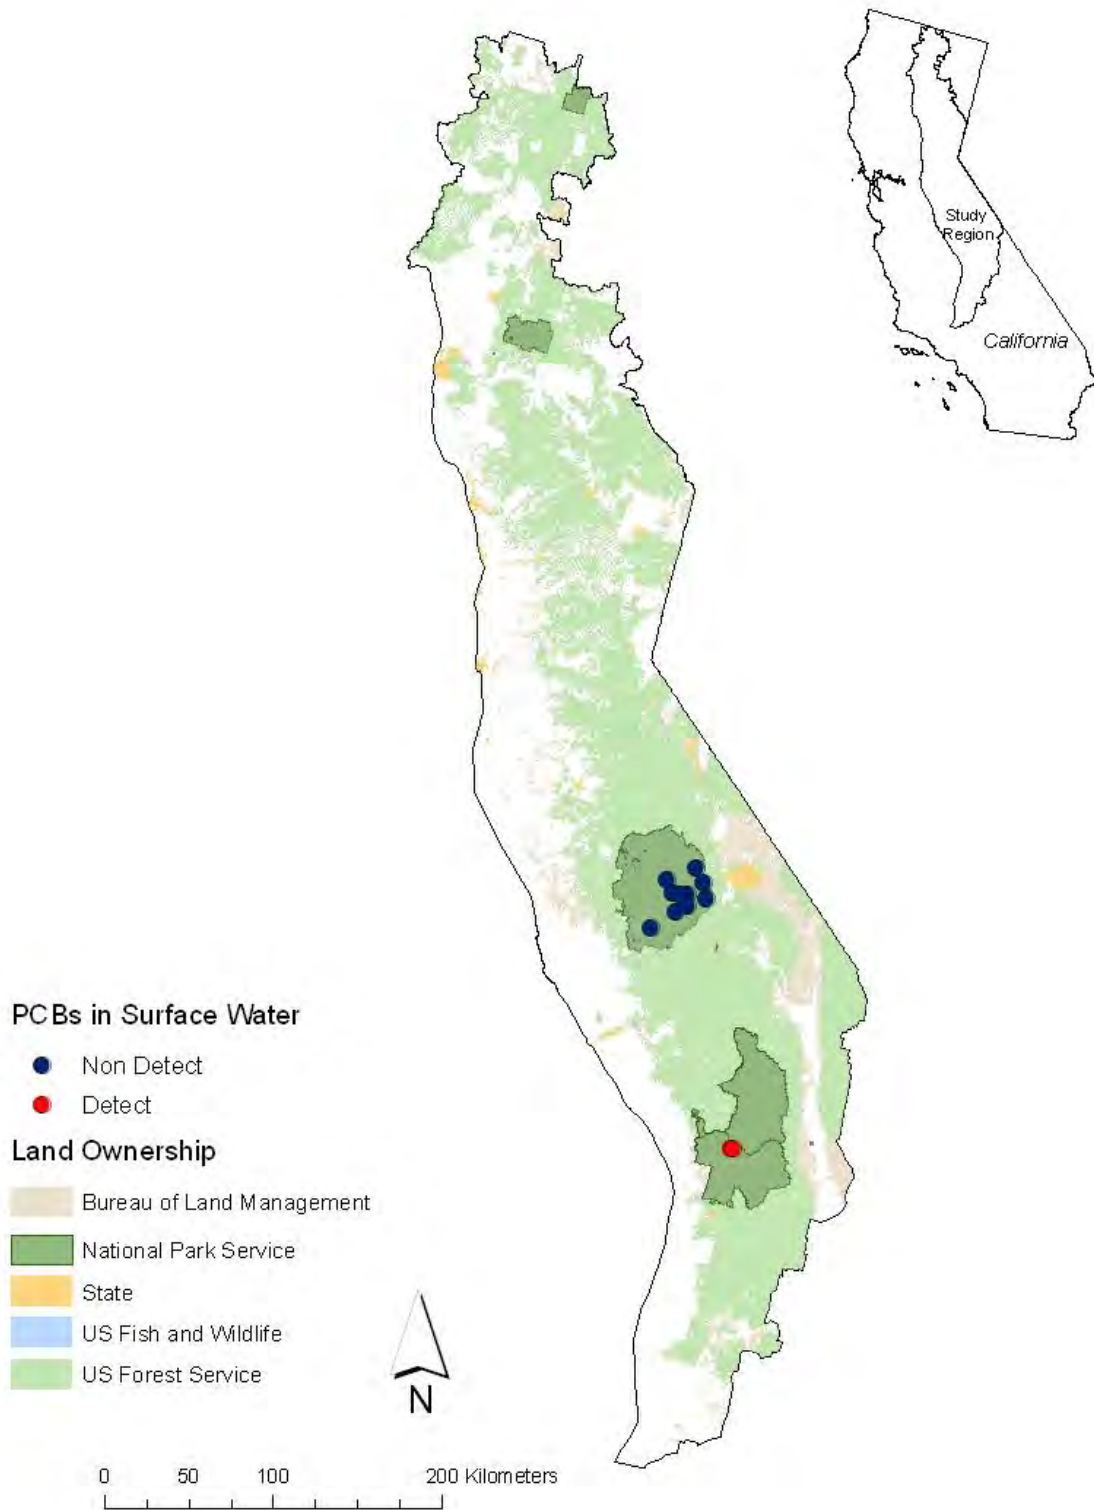 Study
Region
California
PCBs in Surface Water
Non Detect
Detect
Land Ownership
Bureau of Land Management
National Park Service
State
US Fish and Wildlife
US Forest Service
N
0 50 100 200 Kilometers